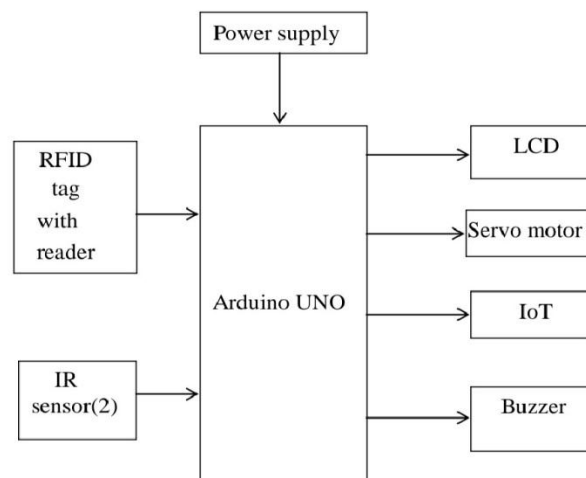 Power supply
RFID
tag
with
reader
IR
sensor(2)
Arduino UNO
LCD
Servo motor
IoT
Buzzer